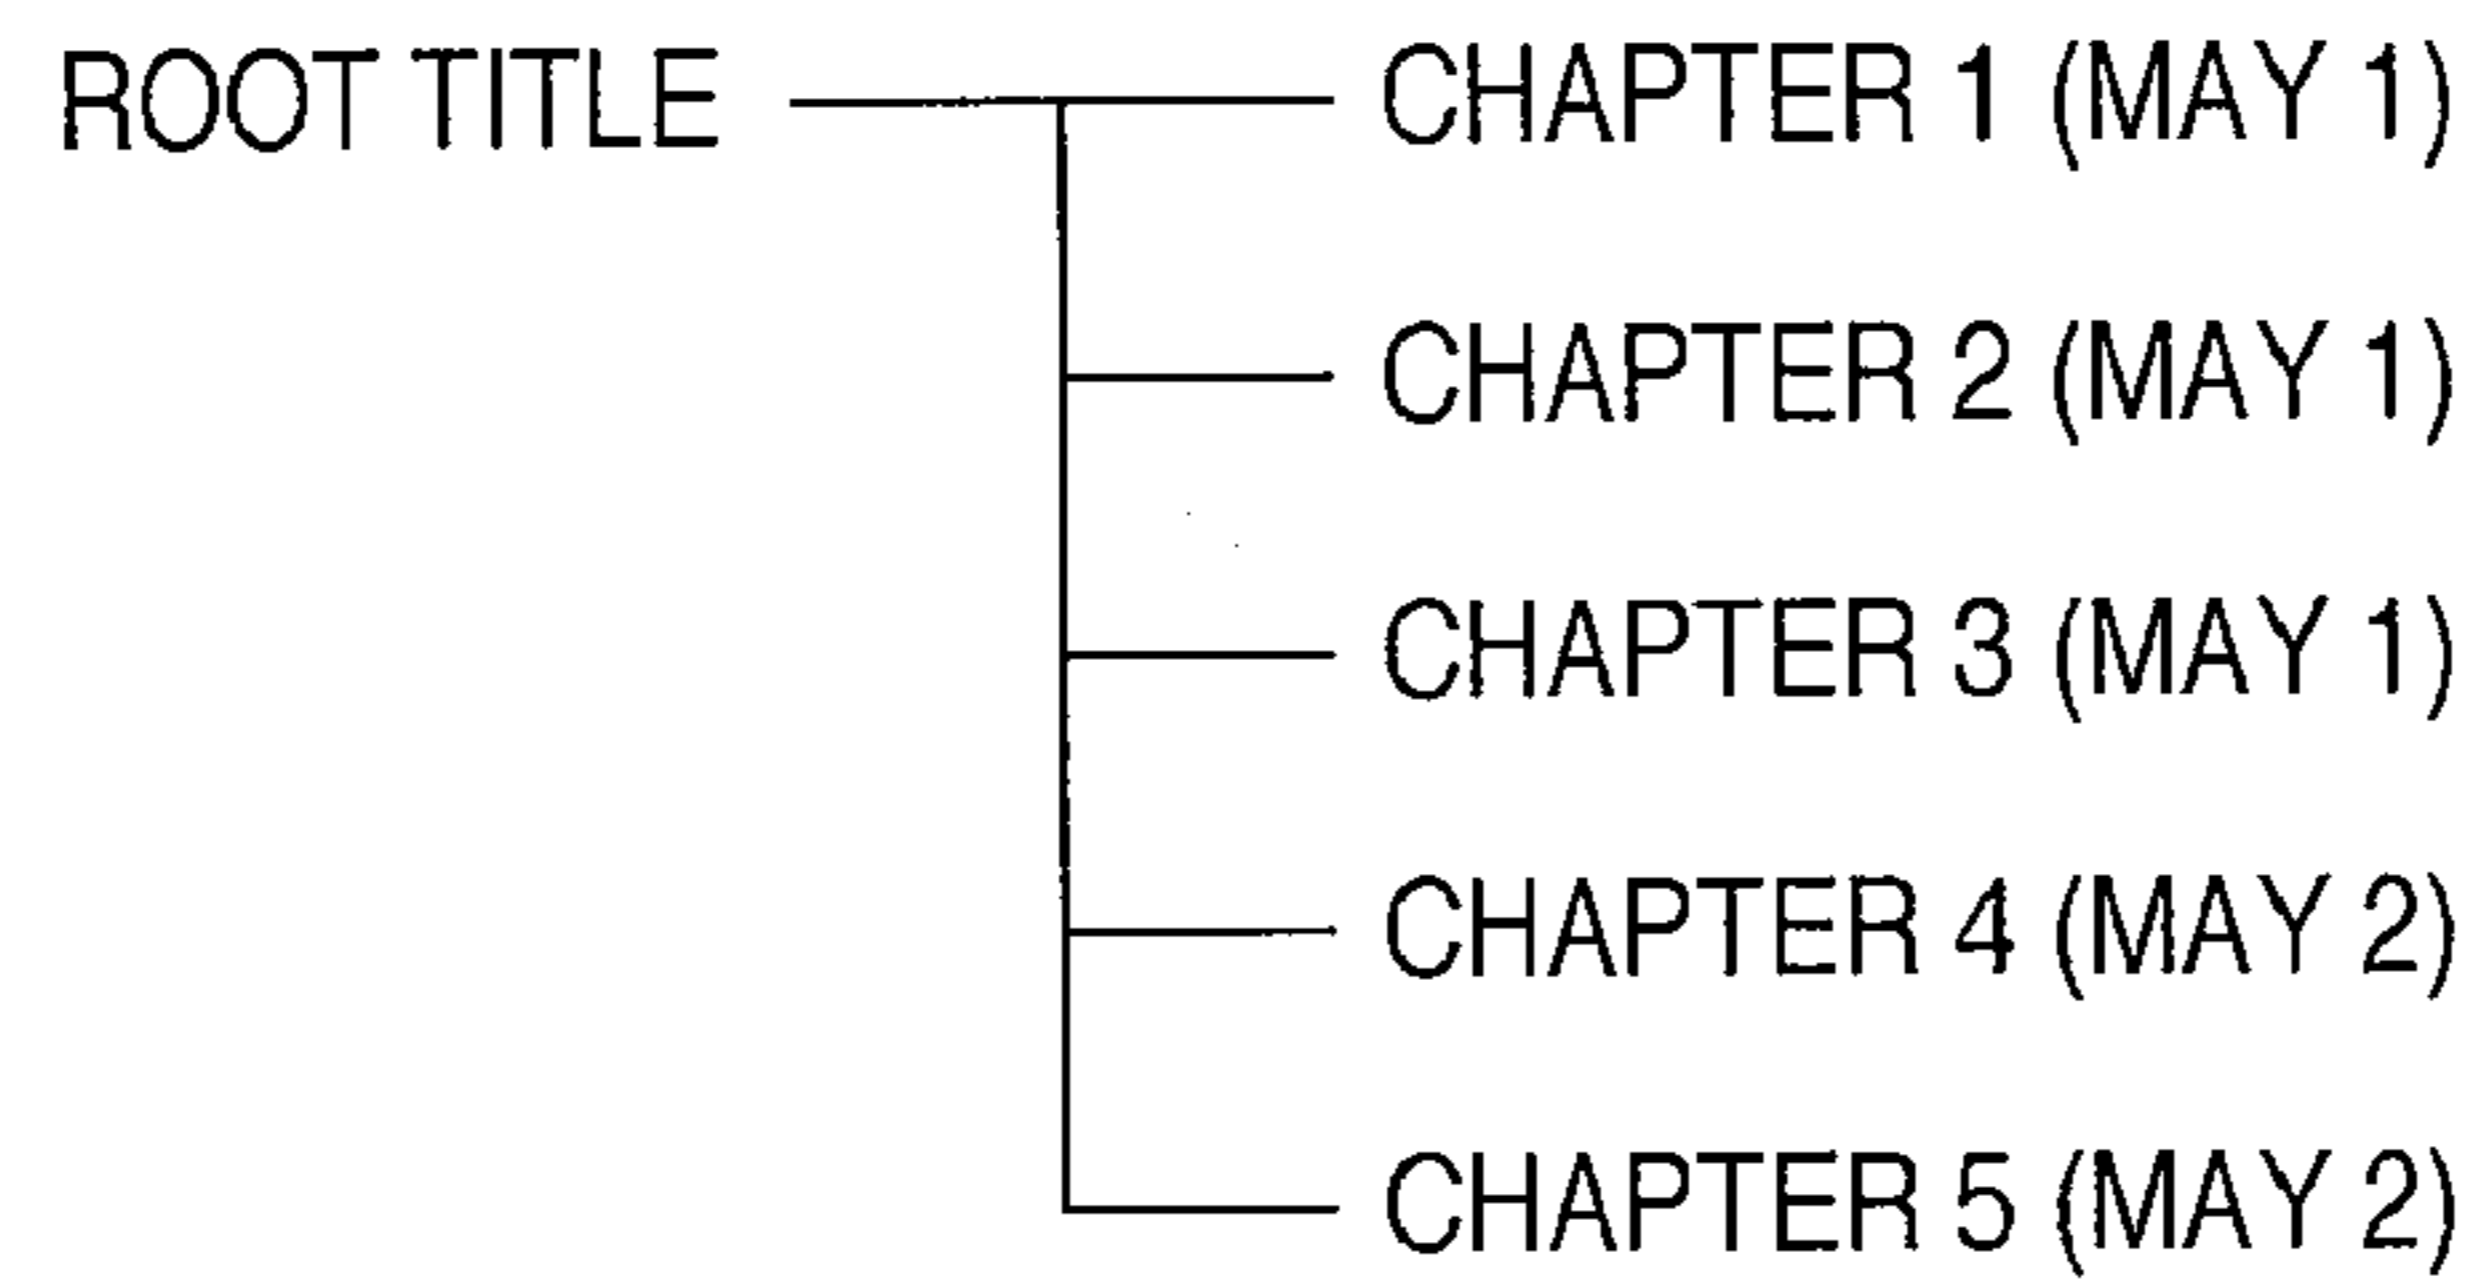 ROOT TITLE CHAPTER 1 (MAY 1)
CHAPTER 2 (MAY 1)
CHAPTER 3 (MAY 1)
CHAPTER 4 (MAY 2)
CHAPTER 5 (MAY 2)